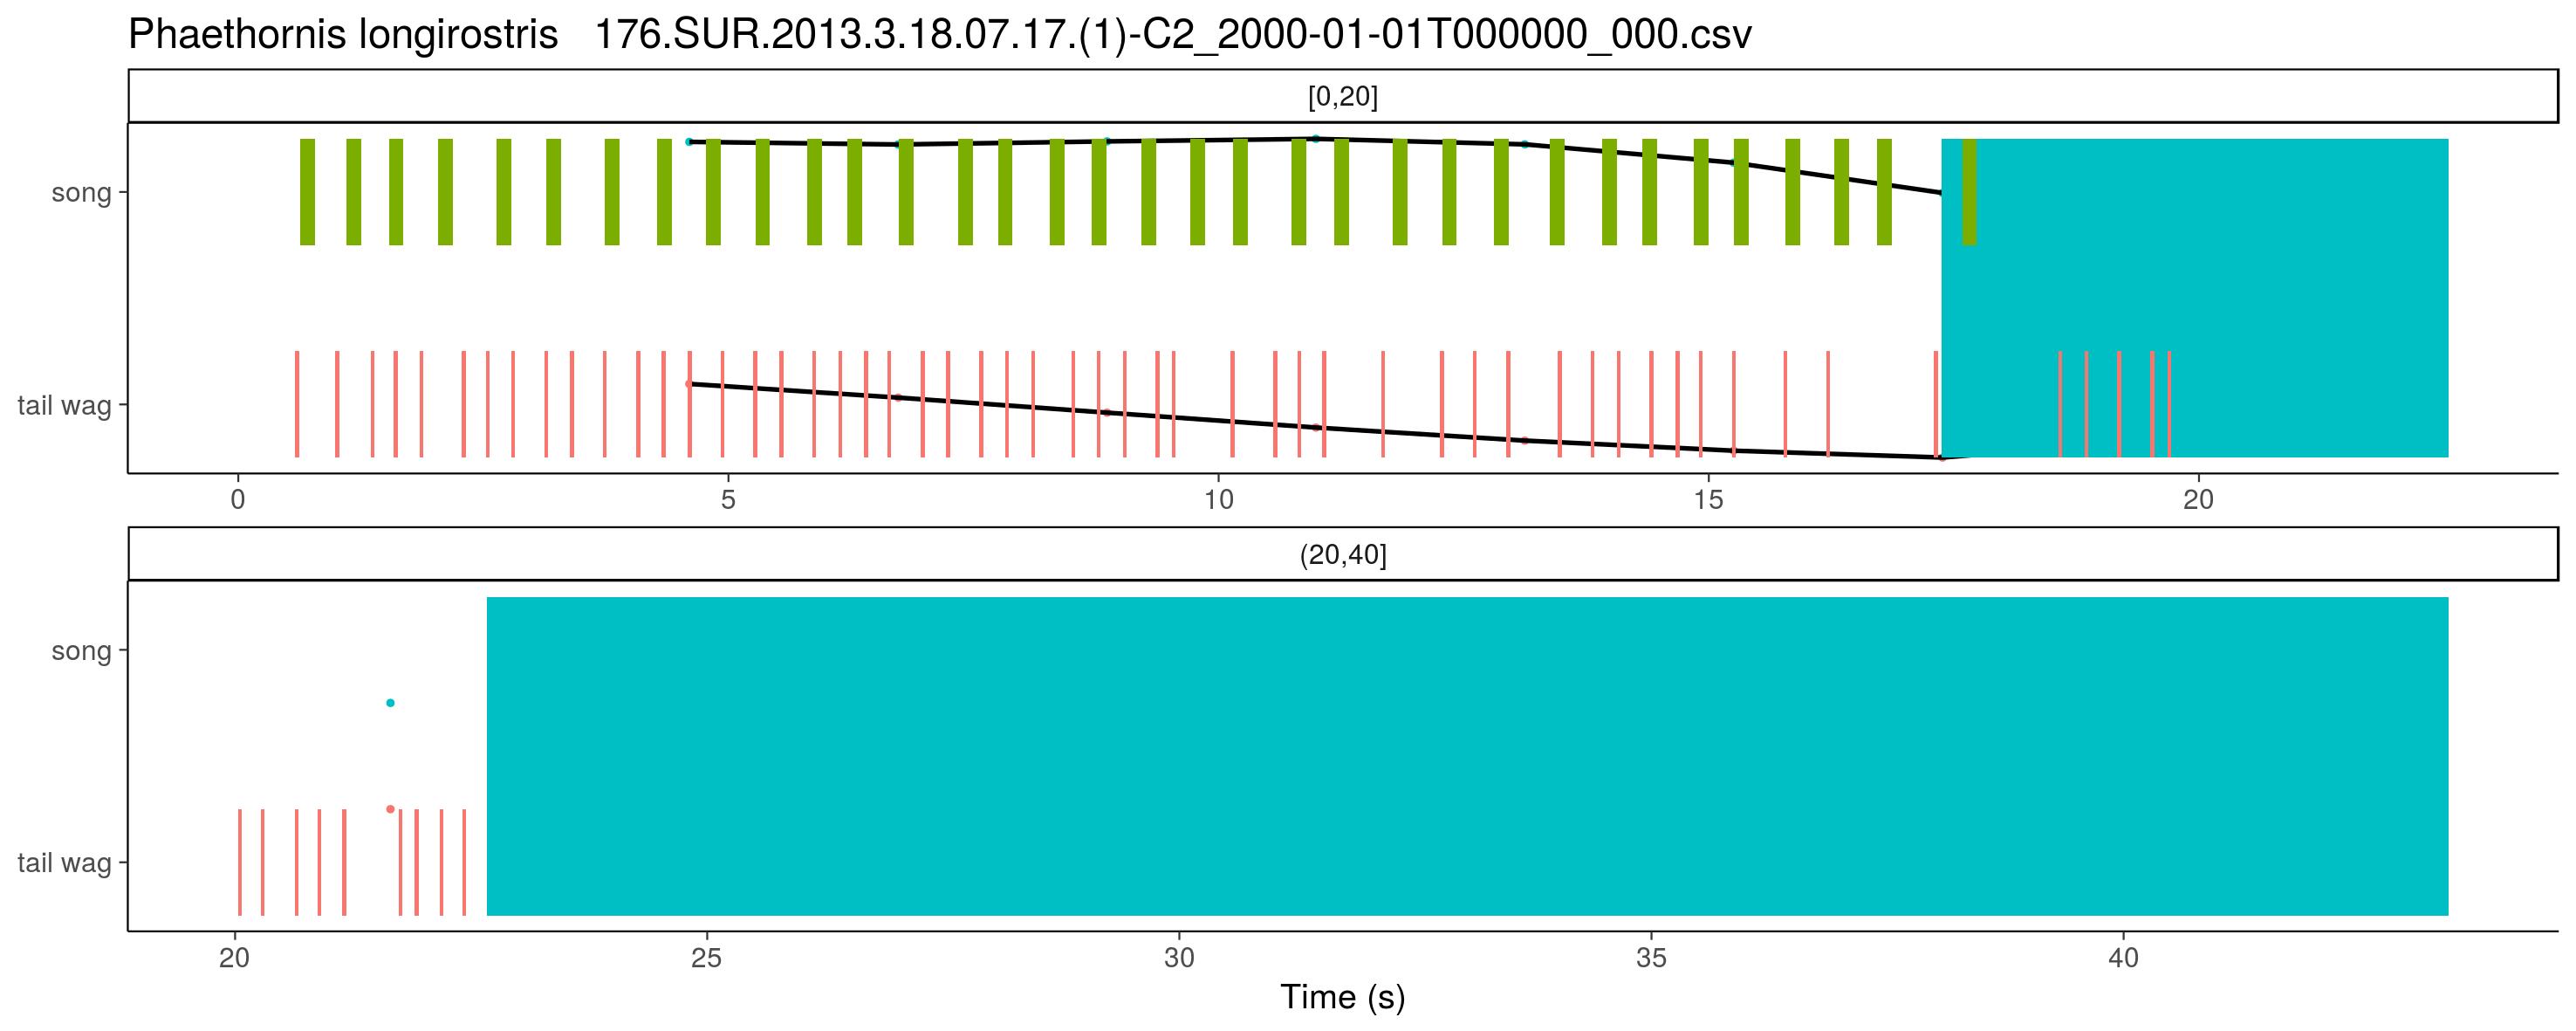 Phaethornis longirostris   176.SUR.2013.3.18.07.17.(1)-C2_2000-01-01T000000_000.csv
[0,20]
song
tail wag
0 5 10 15 20
(20,40]
song
tail wag
20 25 30 35 40
Time (s)